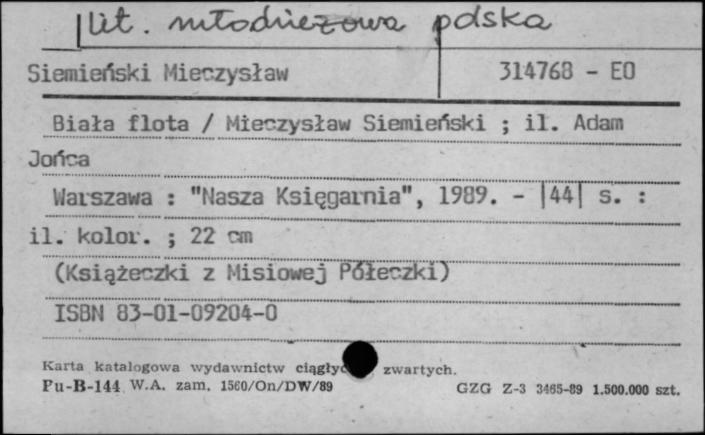 lit. młodzieżowa polska
Siemieński Mieczysław 314768 - EO
Biała flota / Mieczysław Siemieński ; il. Adam
Jońca
Warszawa : "Nasza Księgarnia", 1989. - |44| s. :
il. kolor. ; 22 cm
(Książeczki z Misiowej Półeczki)
ISBN 83-01-09204-0
Karta katalogowa wydawnictw zwartych.
Pu-B-144 W.A. zam. 1560/On/DW/89 GZG Z-3 3465-89 1.500.000 szt.